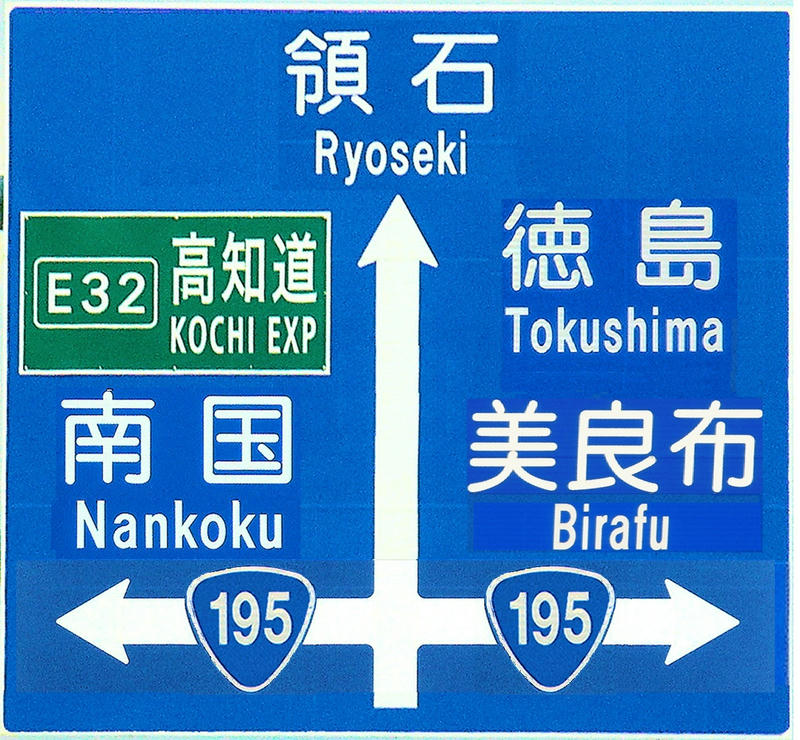 領石
Ryoseki
E32 高知道
KOCHI EXP
徳島
Tokushima
南国
Nankoku
美良布
Birafu
195
195